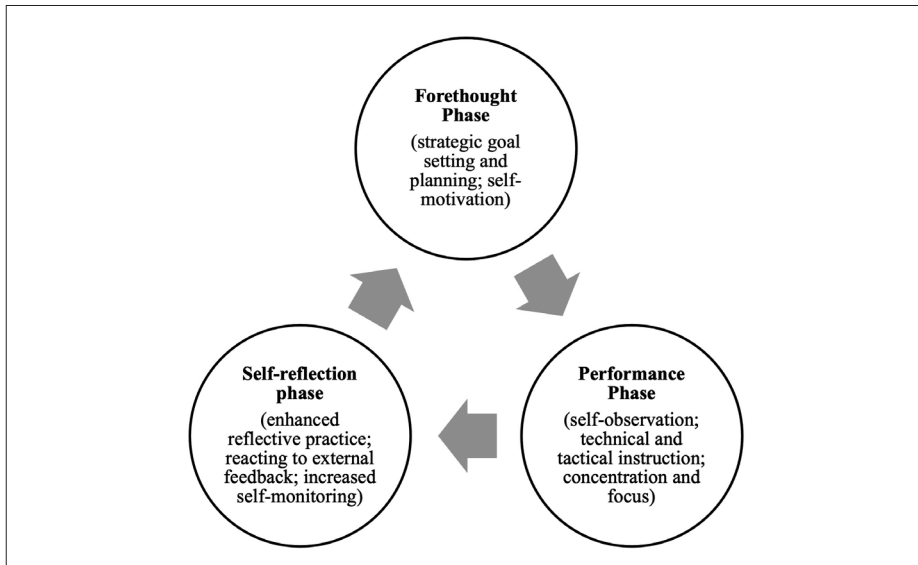 Forethought
Phase
(strategic goal
setting and
planning; self-
motivation)
Performance
Phase
(self-observation;
technical and
tactical instruction;
concentration and
focus)
Self-reflection
phase
(enhanced
reflective practice;
reacting to external
feedback; increased
self-monitoring)